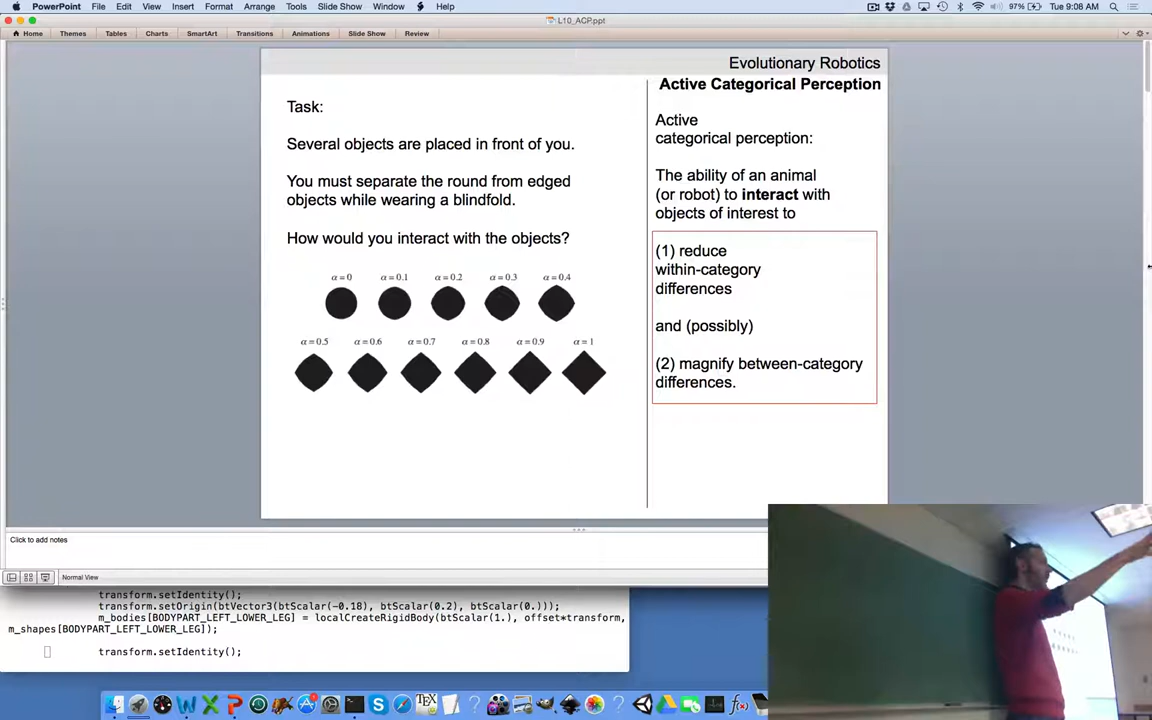 PowerPoint File Edit View Insert Format Arrange Tools Slide Show Window Help 97% Tue 9:08 AM
L10_ACP.ppt
Home Themes Tables Charts SmartArt Transitions Animations Slide Show Review
Evolutionary Robotics
Active Categorical Perception
Task:
Several objects are placed in front of you.
You must separate the round from edged
objects while wearing a blindfold.
How would you interact with the objects?
α=0 α=0.1 α=0.2 α=0.3 α=0.4
α=0.5 α=0.6 α=0.7 α=0.8 α=0.9 α=1
Active
categorical perception:
The ability of an animal
(or robot) to interact with
objects of interest to
(1) reduce
within-category
differences
and (possibly)
(2) magnify between-category
differences.
Click to add notes
Normal View
transform.setIdentity();
transform.setOrigin(btVector3(btScalar(-0.18), btScalar(0.2), btScalar(0.)));
m_bodies[BODYPART_LEFT_LOWER_LEG] = localCreateRigidBody(btScalar(1.), offset*transform,
m_shapes[BODYPART_LEFT_LOWER_LEG]);
transform.setIdentity();